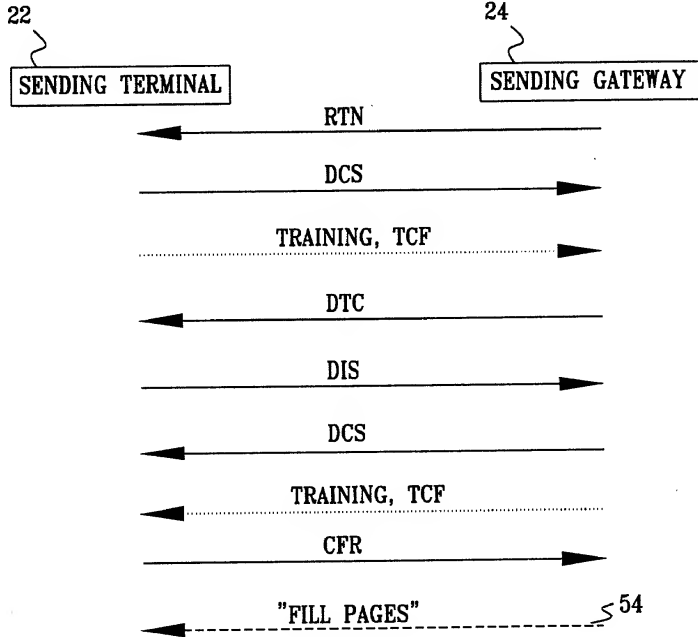 22
24
SENDING TERMINAL
SENDING GATEWAY
RTN
DCS
TRAINING, TCF
DTC
DIS
DCS
TRAINING, TCF
CFR
"FILL PAGES"
54